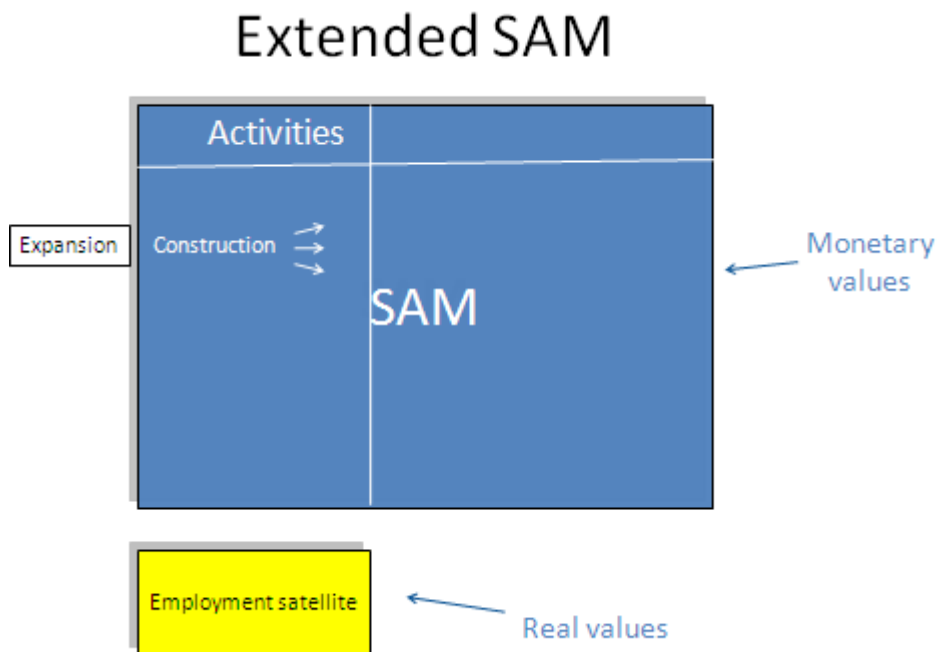 Extended SAM
Activities
Expansion
Construction
Monetary
values
SAM
Employment satellite
Real values